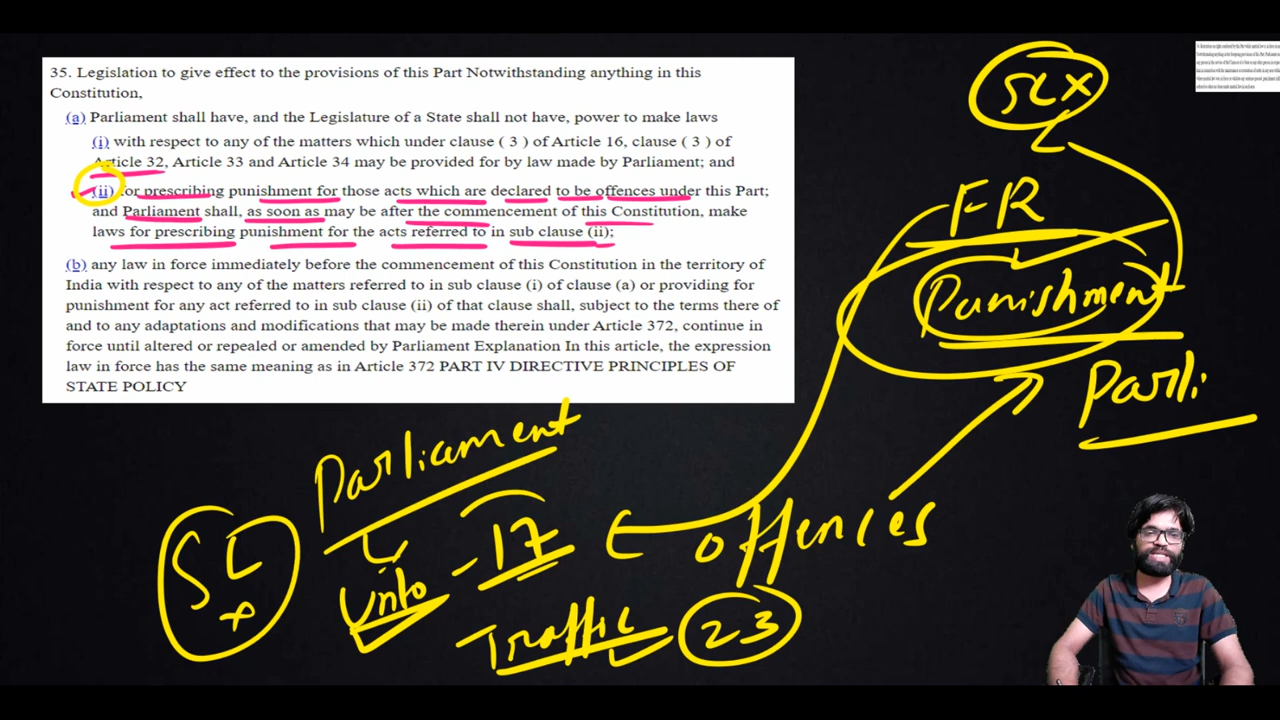 35. Legislation to give effect to the provisions of this Part Notwithstanding anything in this
Constitution,
(a) Parliament shall have, and the Legislature of a State shall not have, power to make laws
(i) with respect to any of the matters which under clause ( 3 ) of Article 16, clause ( 3 ) of
Article 32, Article 33 and Article 34 may be provided for by law made by Parliament; and
(ii) for prescribing punishment for those acts which are declared to be offences under this Part;
and Parliament shall, as soon as may be after the commencement of this Constitution, make
laws for prescribing punishment for the acts referred to in sub clause (ii);
(b) any law in force immediately before the commencement of this Constitution in the territory of
India with respect to any of the matters referred to in sub clause (i) of clause (a) or providing for
punishment for any act referred to in sub clause (ii) of that clause shall, subject to the terms there of
and to any adaptations and modifications that may be made therein under Article 372, continue in
force until altered or repealed or amended by Parliament Explanation In this article, the expression
law in force has the same meaning as in Article 372 PART IV DIRECTIVE PRINCIPLES OF
STATE POLICY
SL X
FR
Punishment
Parli
Parliament
SL
x
Unto - 17
offences
Traffic 23